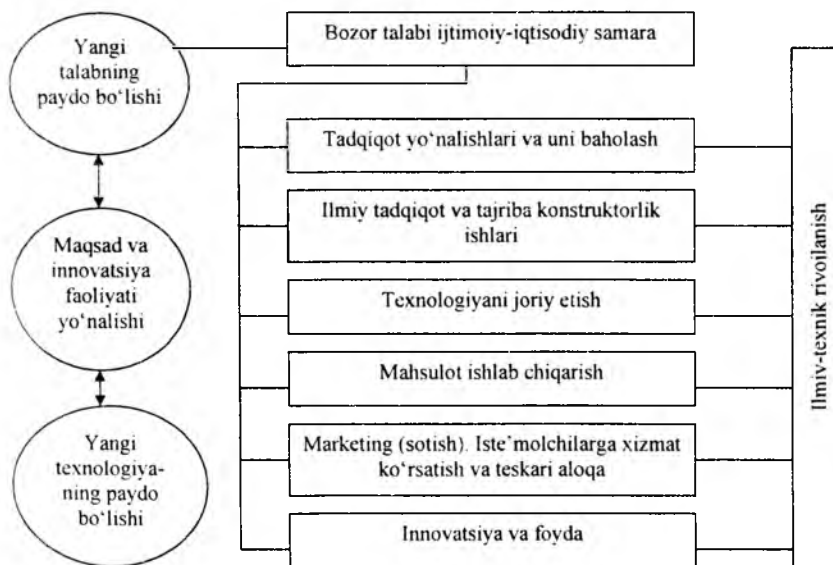 Yangi
talabning
paydo bo‘lishi
Bozor talabi ijtimoiy-iqtisodiy samara
Tadqiqot yo‘nalishlari va uni baholash
Ilmiy tadqiqot va tajriba konstruktorlik
ishlari
Maqsad va
innovatsiya
faoliyati
yo‘nalishi
Texnologiyani joriy etish
Mahsulot ishlab chiqarish
Yangi
texnologiya-
ning paydo
bo‘lishi
Marketing (sotish). Iste’molchilarga xizmat
ko‘rsatish va teskari aloqa
Innovatsiya va foyda
Ilmiy-texnik rivojlanish